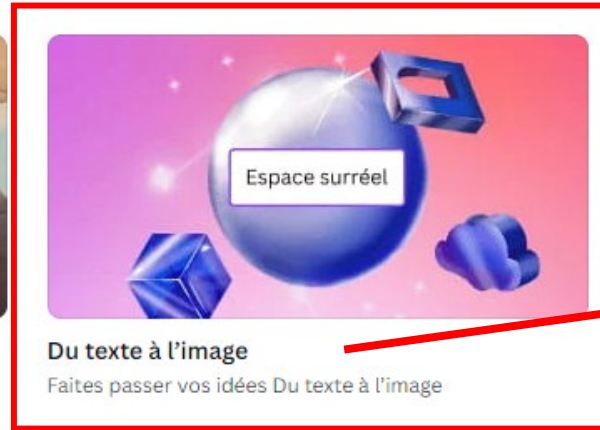 Espace surréel
Du texte à l'image
Faites passer vos idées Du texte à l'image